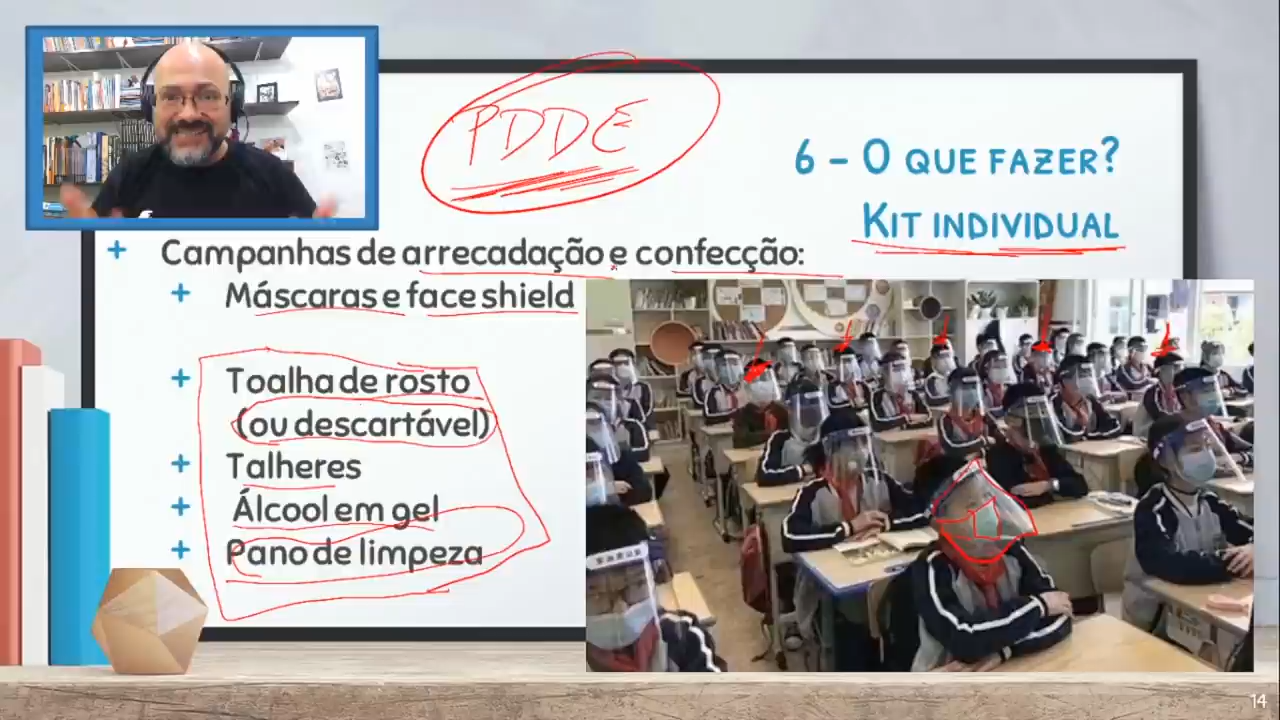 PDDE
6 – O QUE FAZER?
KIT INDIVIDUAL
+ Campanhas de arrecadação e confecção:
+ Máscaras e face shield
+ Toalha de rosto
(ou descartável)
+ Talheres
+ Álcool em gel
+ Pano de limpeza
14